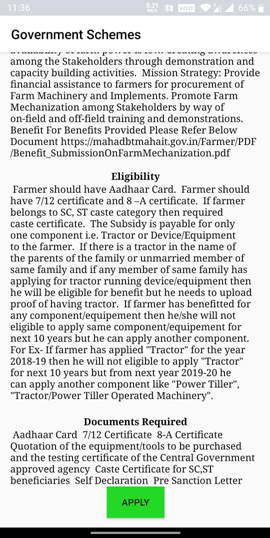 11:36
0.21
KB/S
66%
Government Schemes
among the Stakeholders through demonstration and
capacity building activities.  Mission Strategy: Provide
financial assistance to farmers for procurement of
Farm Machinery and Implements. Promote Farm
Mechanization among Stakeholders by way of
on-field and off-field training and demonstrations.
Benefit For Benefits Provided Please Refer Below
Document https://mahadbtmahait.gov.in/Farmer/PDF
/Benefit_SubmissionOnFarmMechanization.pdf
Eligibility
Farmer should have Aadhaar Card.  Farmer should
have 7/12 certificate and 8 –A certificate.  If farmer
belongs to SC, ST caste category then required
caste certificate.  The Subsidy is payable for only
one component i.e. Tractor or Device/Equipment
to the farmer.  If there is a tractor in the name of
the parents of the family or unmarried member of
same family and if any member of same family has
applying for tractor running device/equipment then
he will be eligible for benefit but he needs to upload
proof of having tractor.  If farmer has benefitted for
any component/equipement then he/she will not
eligible to apply same component/equipement for
next 10 years but he can apply another component.
For Ex- If farmer has applied "Tractor" for the year
2018-19 then he will not eligible to apply "Tractor"
for next 10 years but from next year 2019-20 he
can apply another component like "Power Tiller",
"Tractor/Power Tiller Operated Machinery".
Documents Required
Aadhaar Card  7/12 Certificate  8-A Certificate
Quotation of the equipment/tools to be purchased
and the testing certificate of the Central Government
approved agency  Caste Certificate for SC,ST
beneficiaries  Self Declaration  Pre Sanction Letter
APPLY